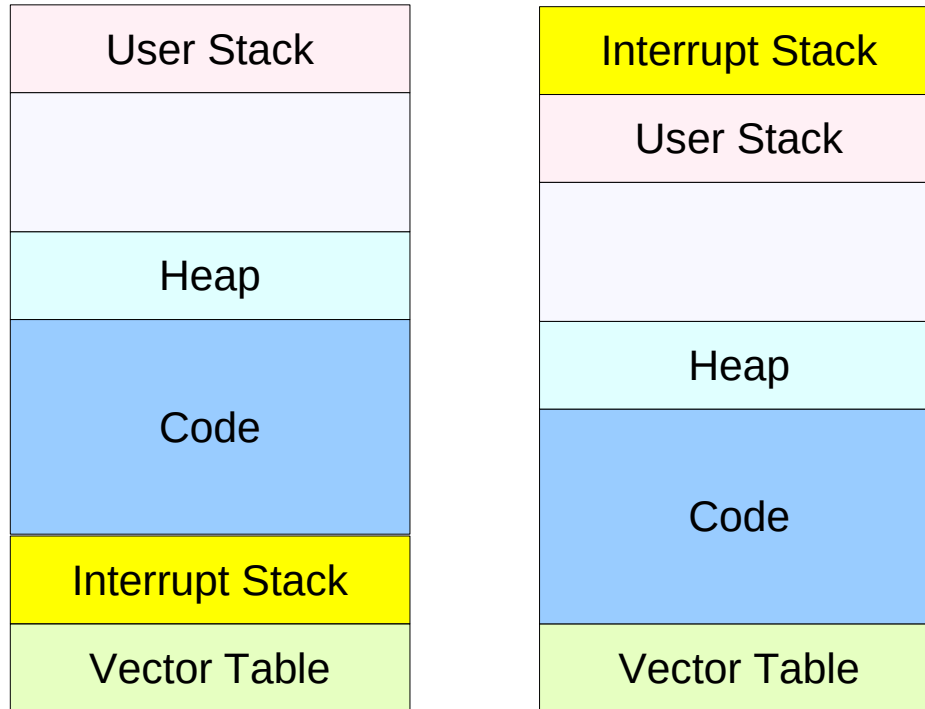 User Stack
Heap
Code
Interrupt Stack
Vector Table
Interrupt Stack
User Stack
Heap
Code
Vector Table